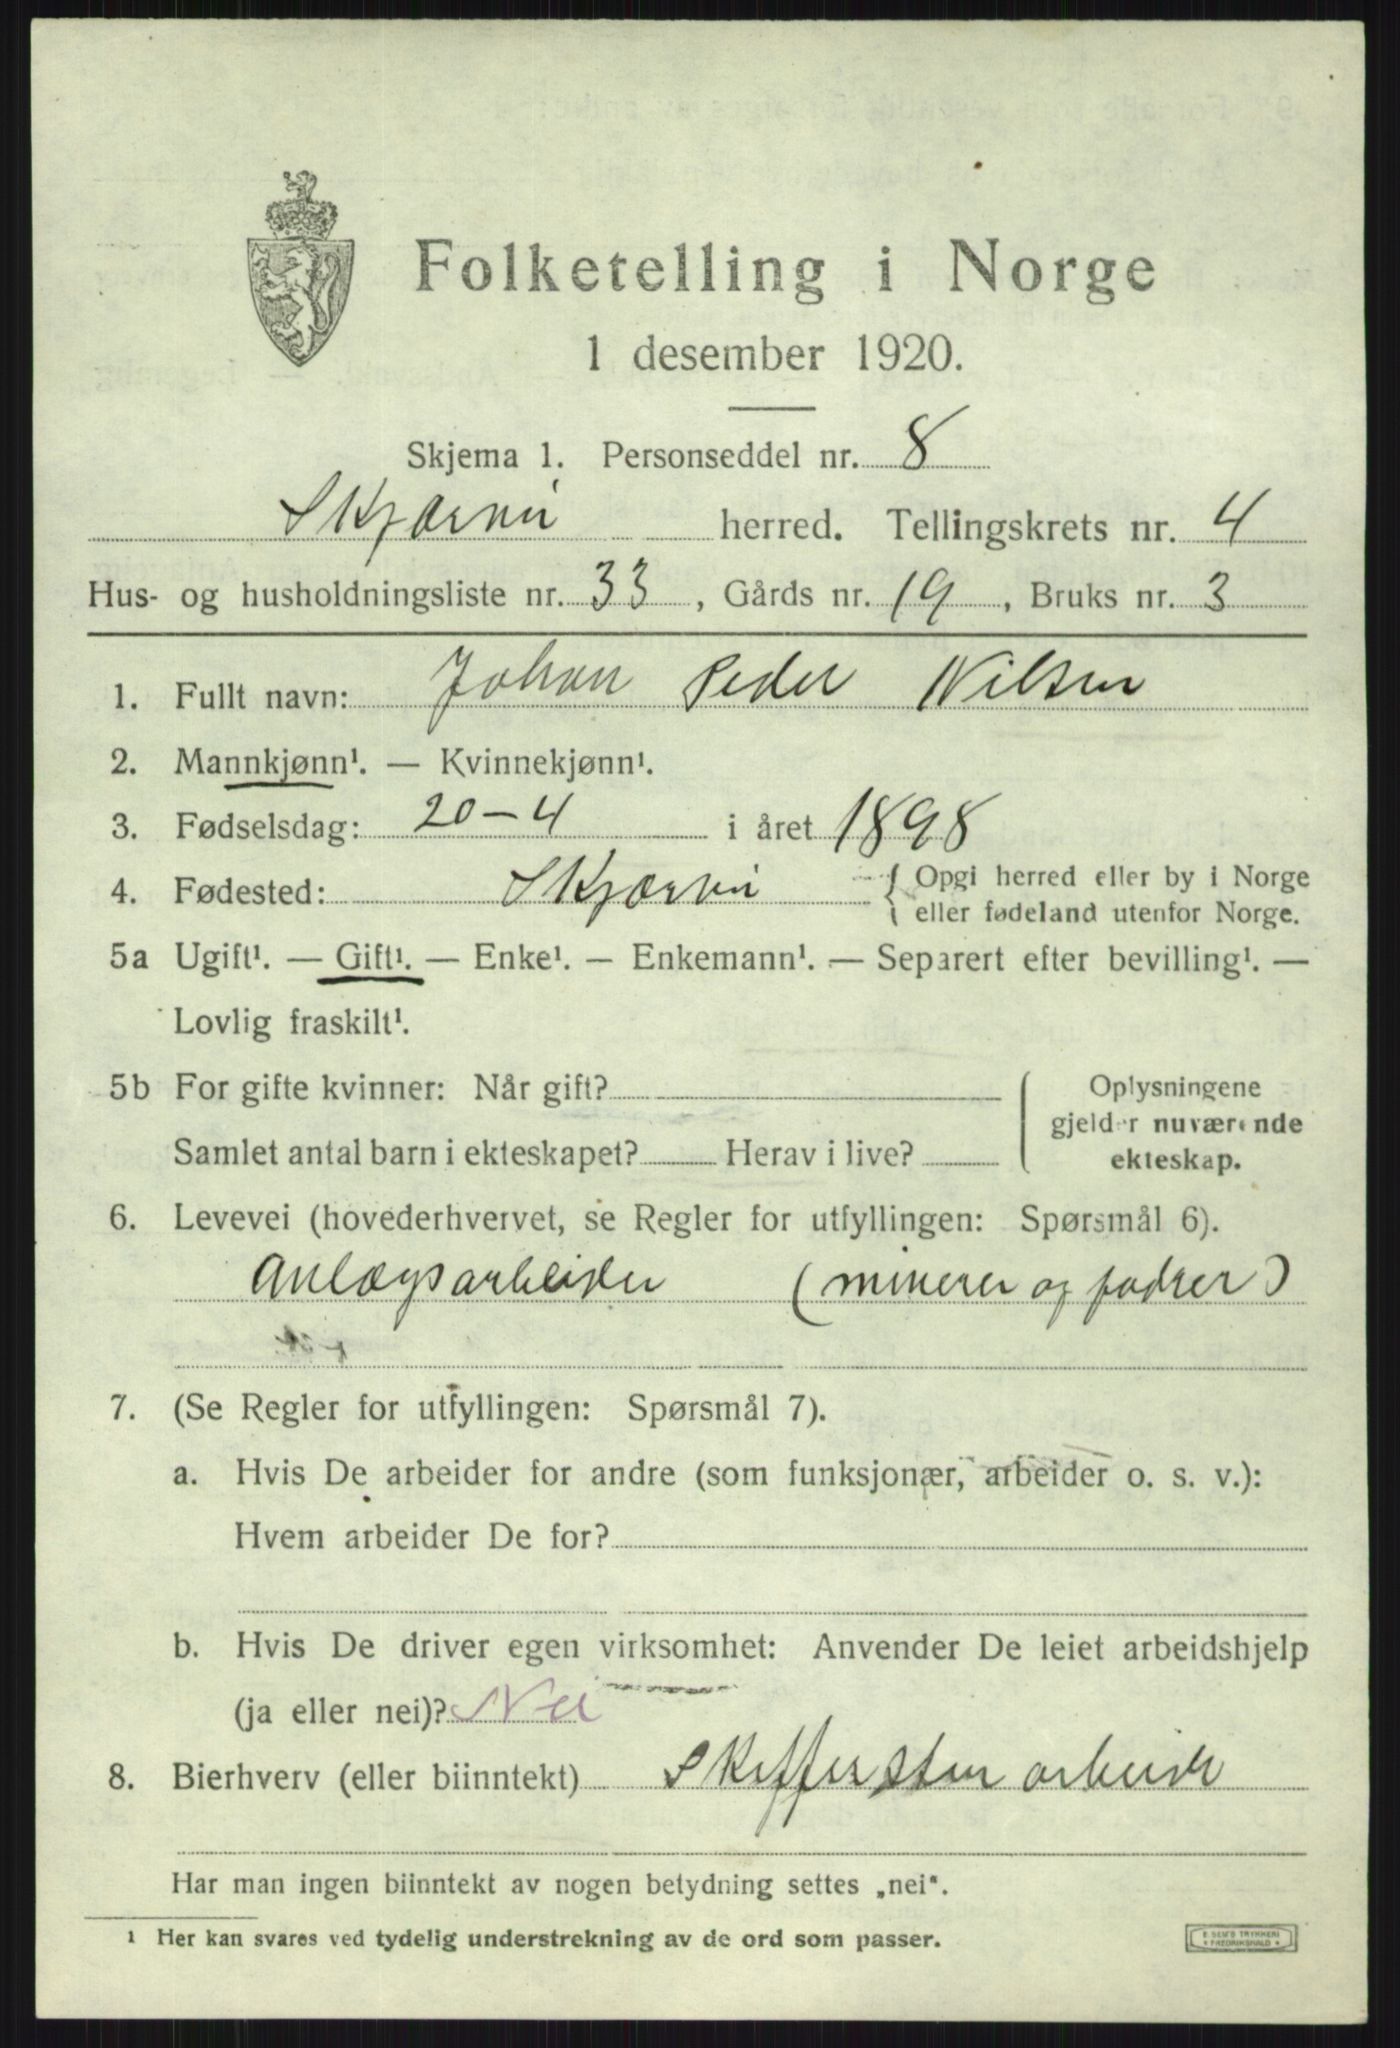 Folketelling i Norge
1 desember 1920.
Skjema 1. Personseddel nr. 8
Skjærvø herred. Tellingskrets nr. 4
Hus- og husholdningsliste nr. 33, Gårds nr. 19, Bruks nr. 3
1. Fullt navn: Johan Peder Nilsen
2. Mannkjønn¹. — Kvinnekjønn¹.
3. Fødselsdag: 20-4 i året 1898
4. Fødested: Skjærvø { Opgi herred eller by i Norge
eller fødeland utenfor Norge.
5a Ugift¹. — Gift¹. — Enke¹. — Enkemann¹. — Separert efter bevilling¹. —
Lovlig fraskilt¹.
5b For gifte kvinner: Når gift?
Samlet antal barn i ekteskapet? Herav i live?
Oplysningene
gjelder nuværende
ekteskap.
6. Levevei (hovederhvervet, se Regler for utfyllingen: Spørsmål 6).
Anlægsarbeider (minerer og
7. (Se Regler for utfyllingen: Spørsmål 7).
a. Hvis De arbeider for andre (som funksjonær, arbeider o. s. v.):
Hvem arbeider De for?
b. Hvis De driver egen virksomhet: Anvender De leiet arbeidshjelp
(ja eller nei)? Nei
8. Bierhverv (eller biinntekt)
Har man ingen biinntekt av nogen betydning settes „nei“.
¹ Her kan svares ved tydelig understrekning av de ord som passer.
E SEM'S TRYKKERI
FREDRIKSHALD